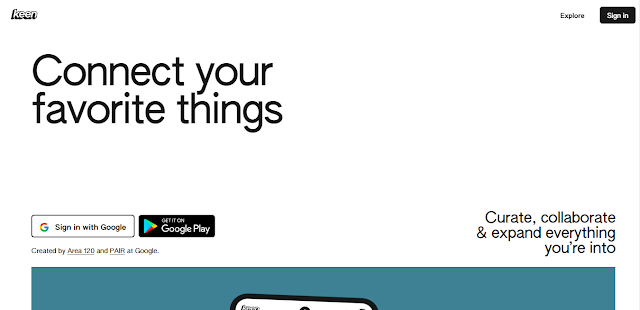 keen
Explore
Sign in
Connect your
favorite things
Sign in with Google
GET IT ON
Google Play
Curate, collaborate
& expand everything
you're into
Created by Area 120 and PAIR at Google.
keen